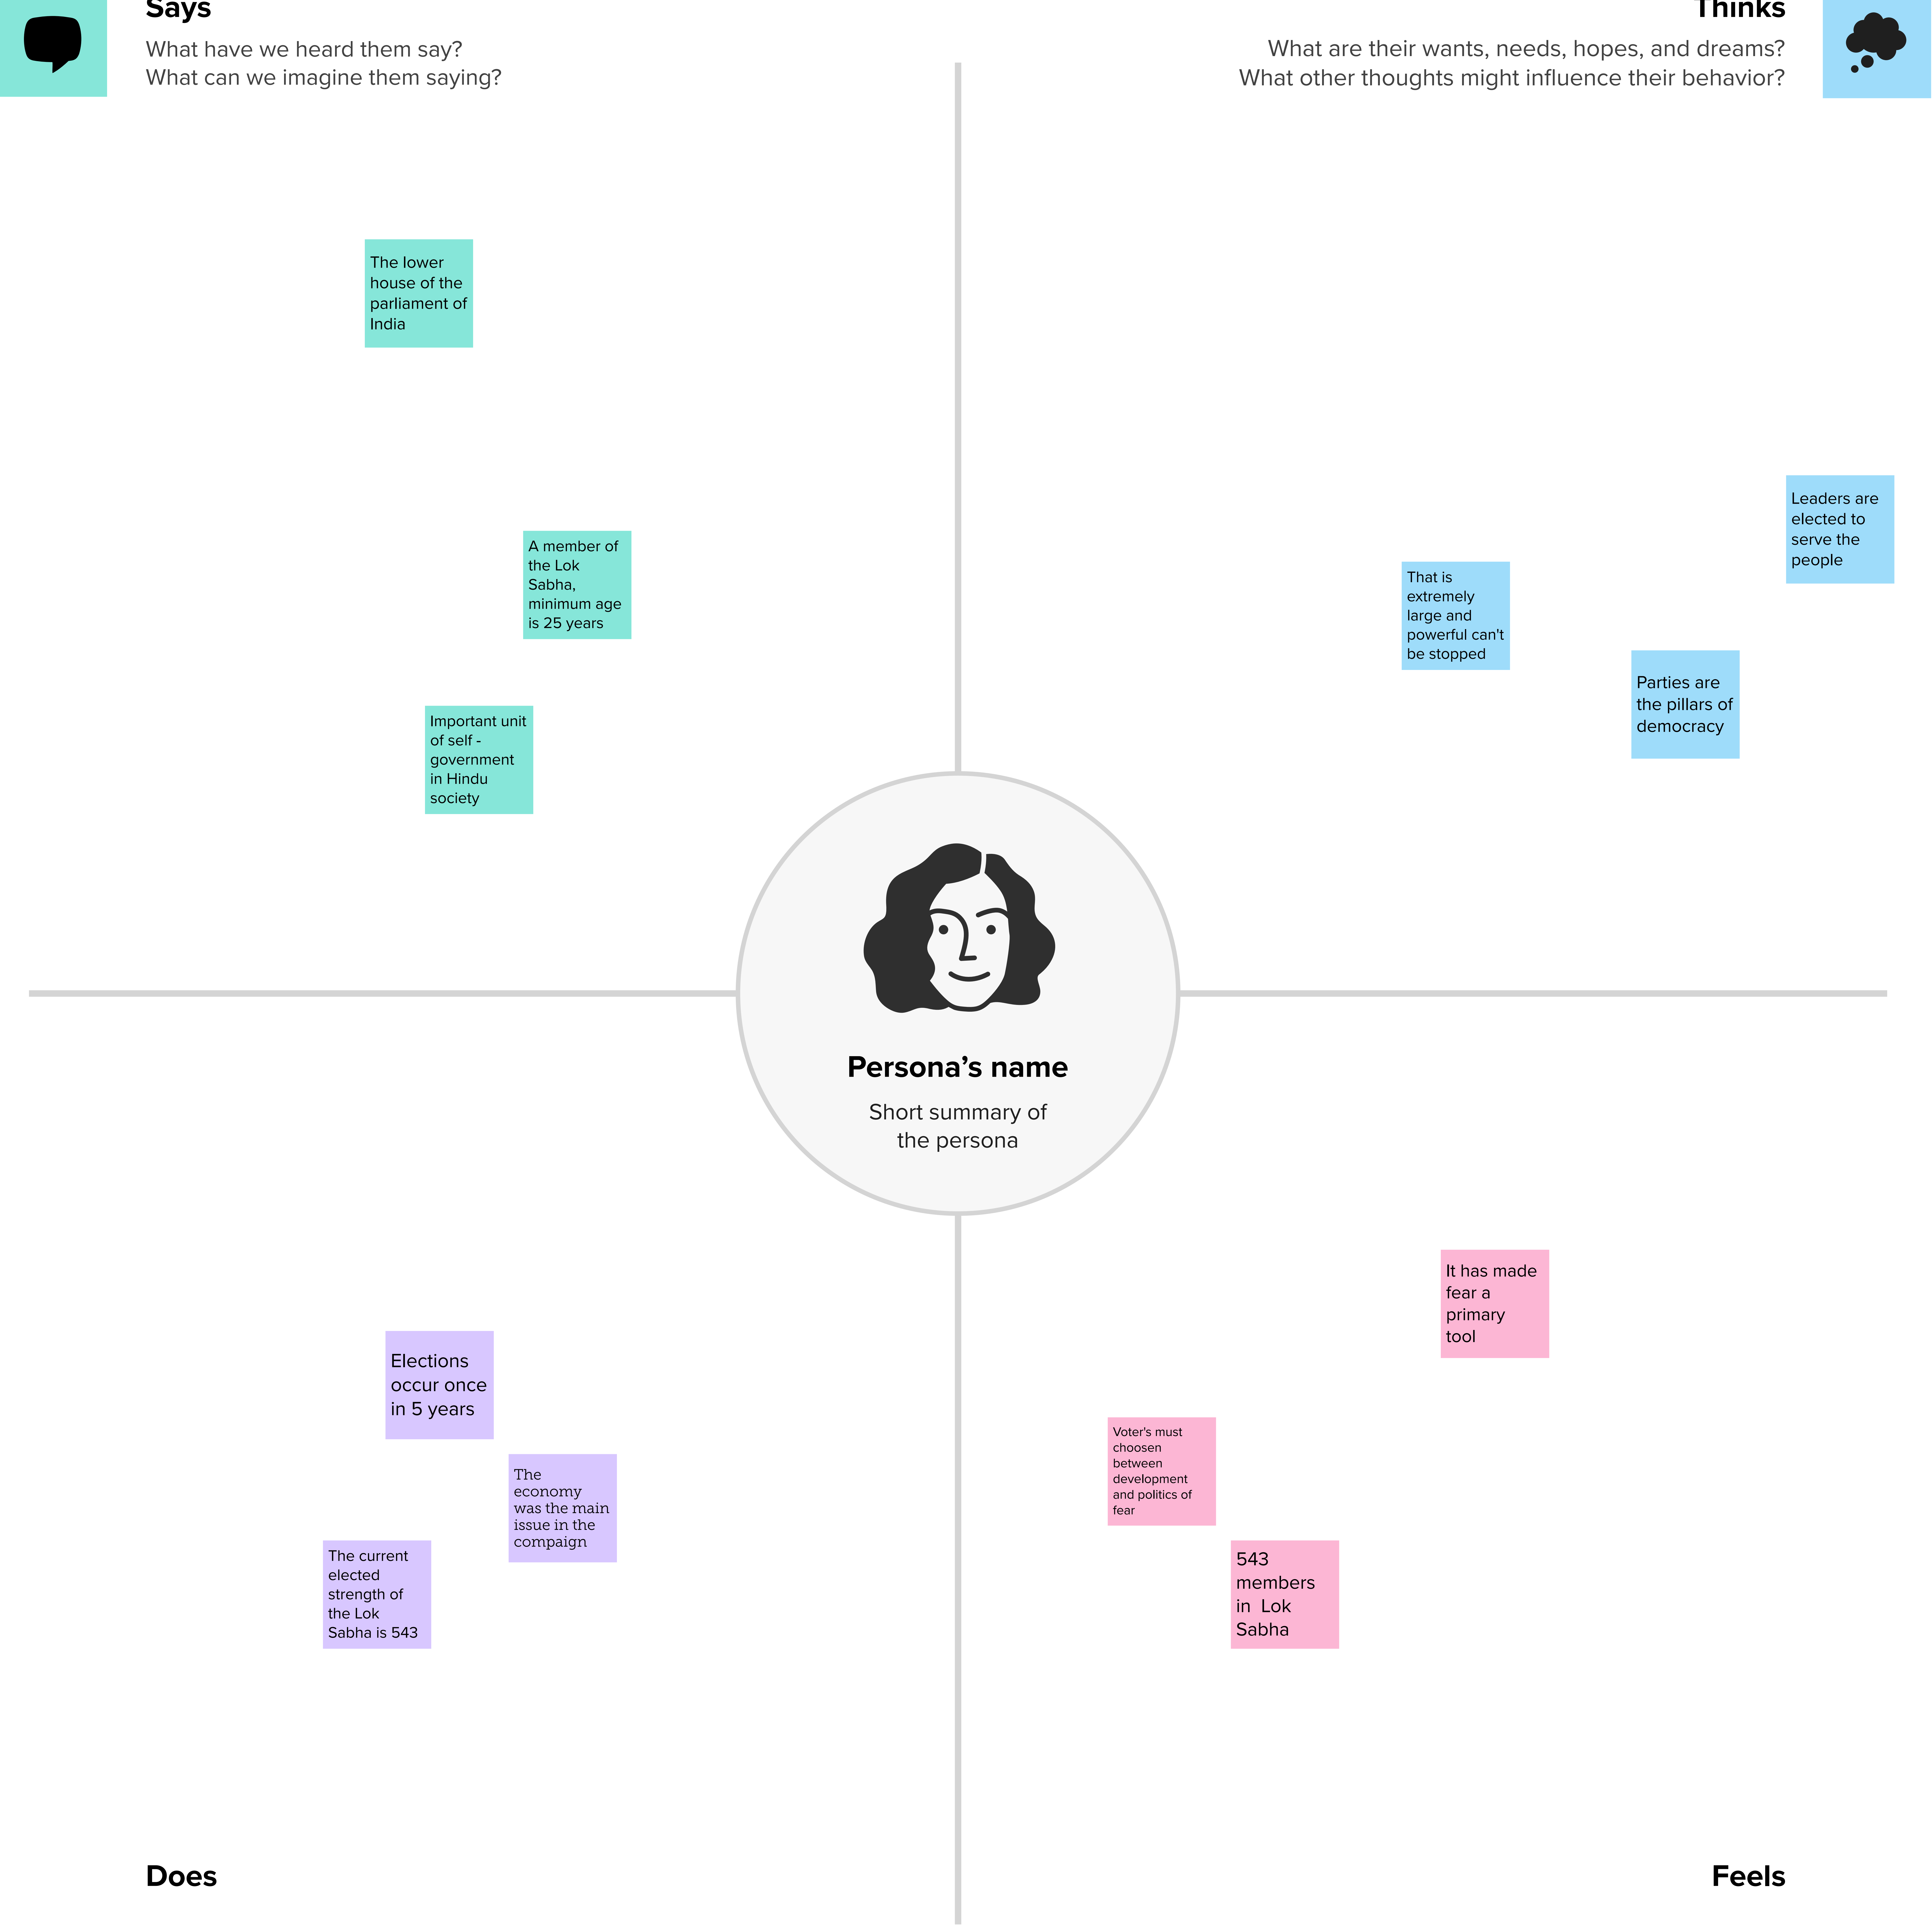 Says
What have we heard them say?
What can we imagine them saying?
Thinks
What are their wants, needs, hopes, and dreams?
What other thoughts might influence their behavior?
The lower
house of the
parliament of
India
A member of
the Lok
Sabha,
minimum age
is 25 years
Important unit
of self -
government
in Hindu
society
Leaders are
elected to
serve the
people
That is
extremely
large and
powerful can't
be stopped
Parties are
the pillars of
democracy
Persona's name
Short summary of
the persona
Elections
occur once
in 5 years
The
economy
was the main
issue in the
compaign
The current
elected
strength of
the Lok
Sabha is 543
It has made
fear a
primary
tool
Voter's must
choosen
between
development
and politics of
fear
543
members
in  Lok
Sabha
Does
Feels